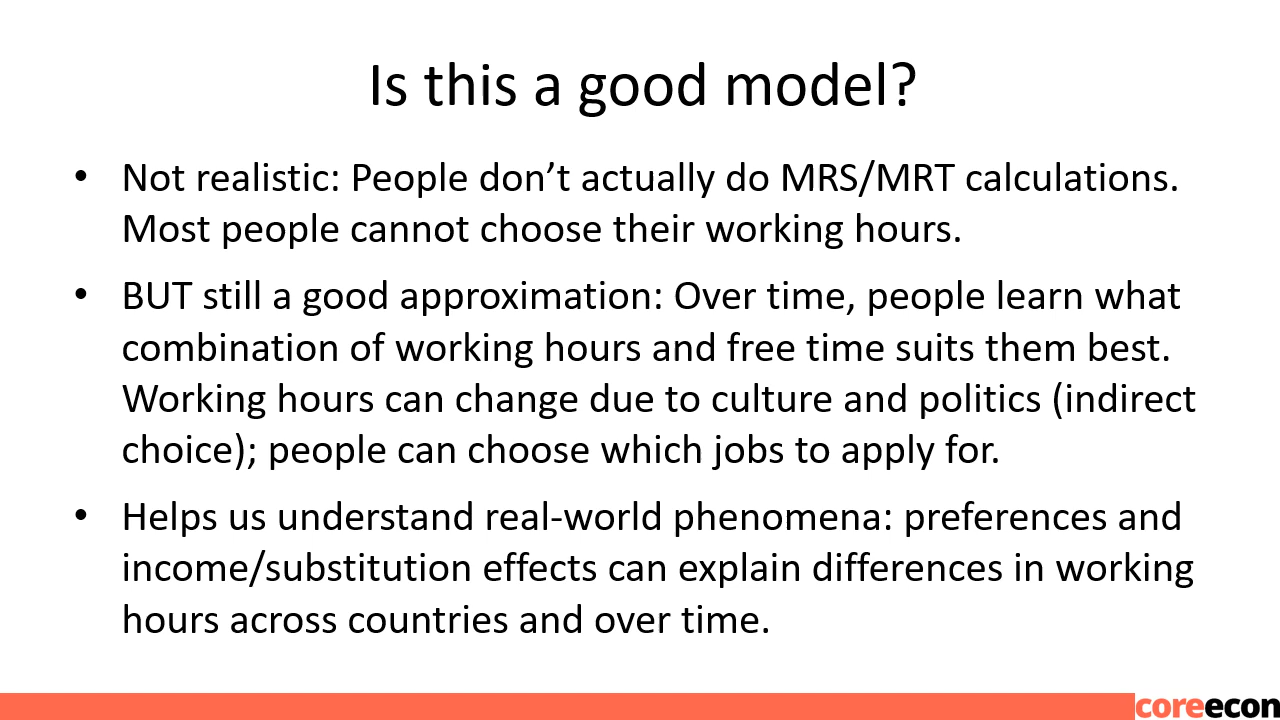 Is this a good model?
• Not realistic: People don’t actually do MRS/MRT calculations.
Most people cannot choose their working hours.
• BUT still a good approximation: Over time, people learn what
combination of working hours and free time suits them best.
Working hours can change due to culture and politics (indirect
choice); people can choose which jobs to apply for.
• Helps us understand real-world phenomena: preferences and
income/substitution effects can explain differences in working
hours across countries and over time.
coreecon